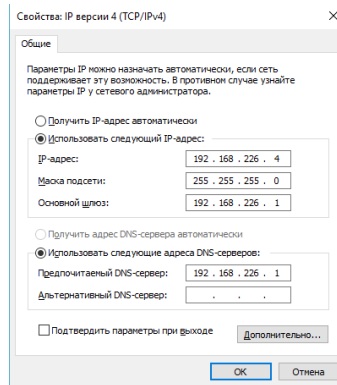 Свойства: IP версии 4 (TCP/IPv4)
Общие
Параметры IP можно назначать автоматически, если сеть
поддерживает эту возможность. В противном случае узнайте
параметры IP у сетевого администратора.
Получить IP-адрес автоматически
Использовать следующий IP-адрес:
IP-адрес: 192 . 168 . 226 . 4
Маска подсети: 255 . 255 . 255 . 0
Основной шлюз: 192 . 168 . 226 . 1
Получить адрес DNS-сервера автоматически
Использовать следующие адреса DNS-серверов:
Предпочитаемый DNS-сервер: 192 . 168 . 226 . 1
Альтернативный DNS-сервер: . . .
Подтвердить параметры при выходе
Дополнительно...
OK Отмена